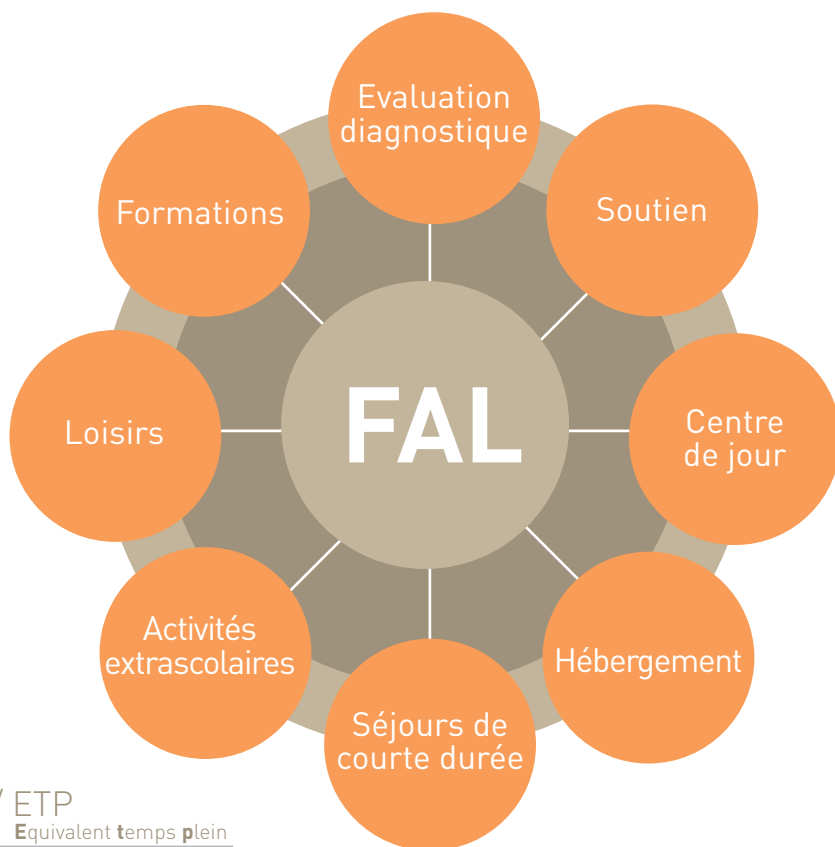 Evaluation
diagnostique
Soutien
Formations
FAL
Centre
de jour
Loisirs
Activités
extrascolaires
Hébergement
Séjours de
courte durée
/ ETP
Equivalent temps plein